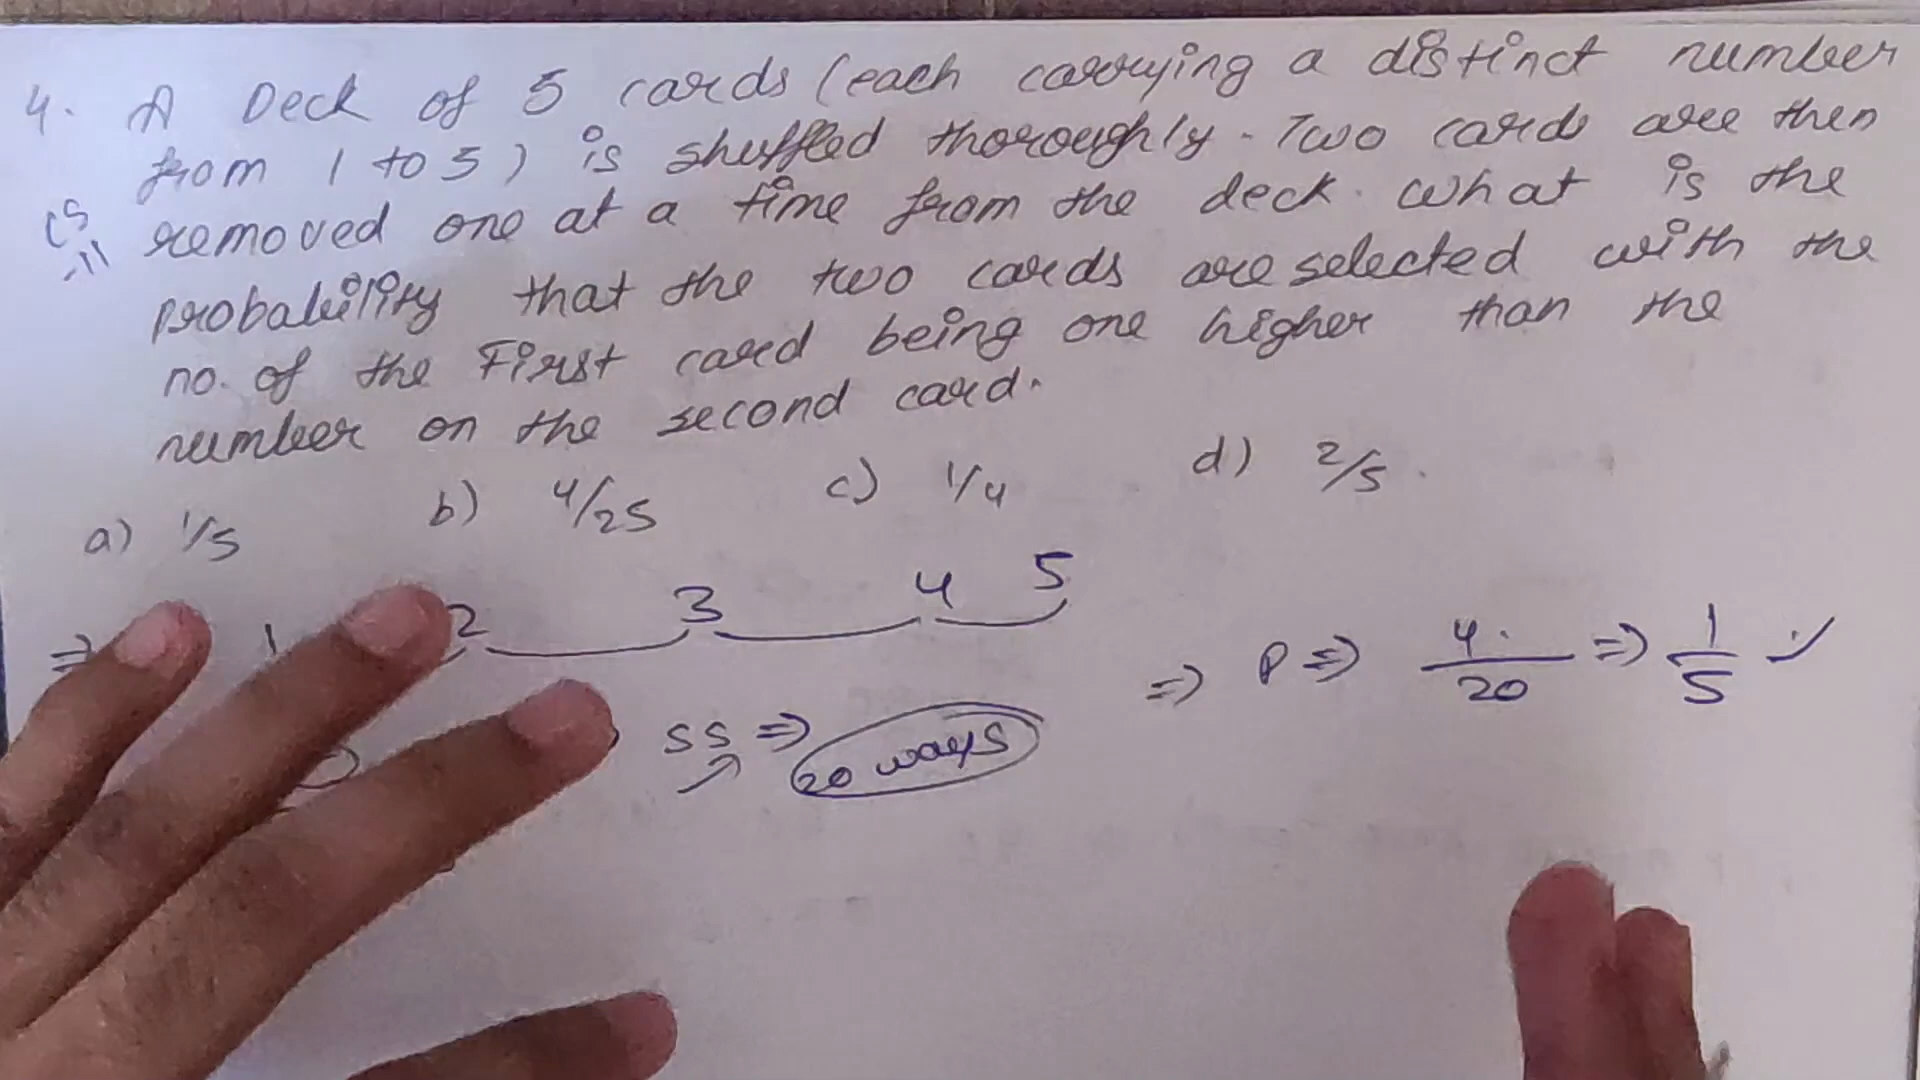 4. A Deck of 5 cards (each carrying a distinct number
from 1 to 5) is shuffled thoroughly. Two cards are then
CS removed one at a time from the deck. What is the
-11 probability that the two cards are selected with the
no. of the First card being one higher than the
number on the second card.
a) 1/5 b) 4/25 c) 1/4 d) 2/5.
⇒ 1 2 3 4 5
SS ⇒ 20 ways
⇒ P ⇒ 4/20 ⇒ 1/5